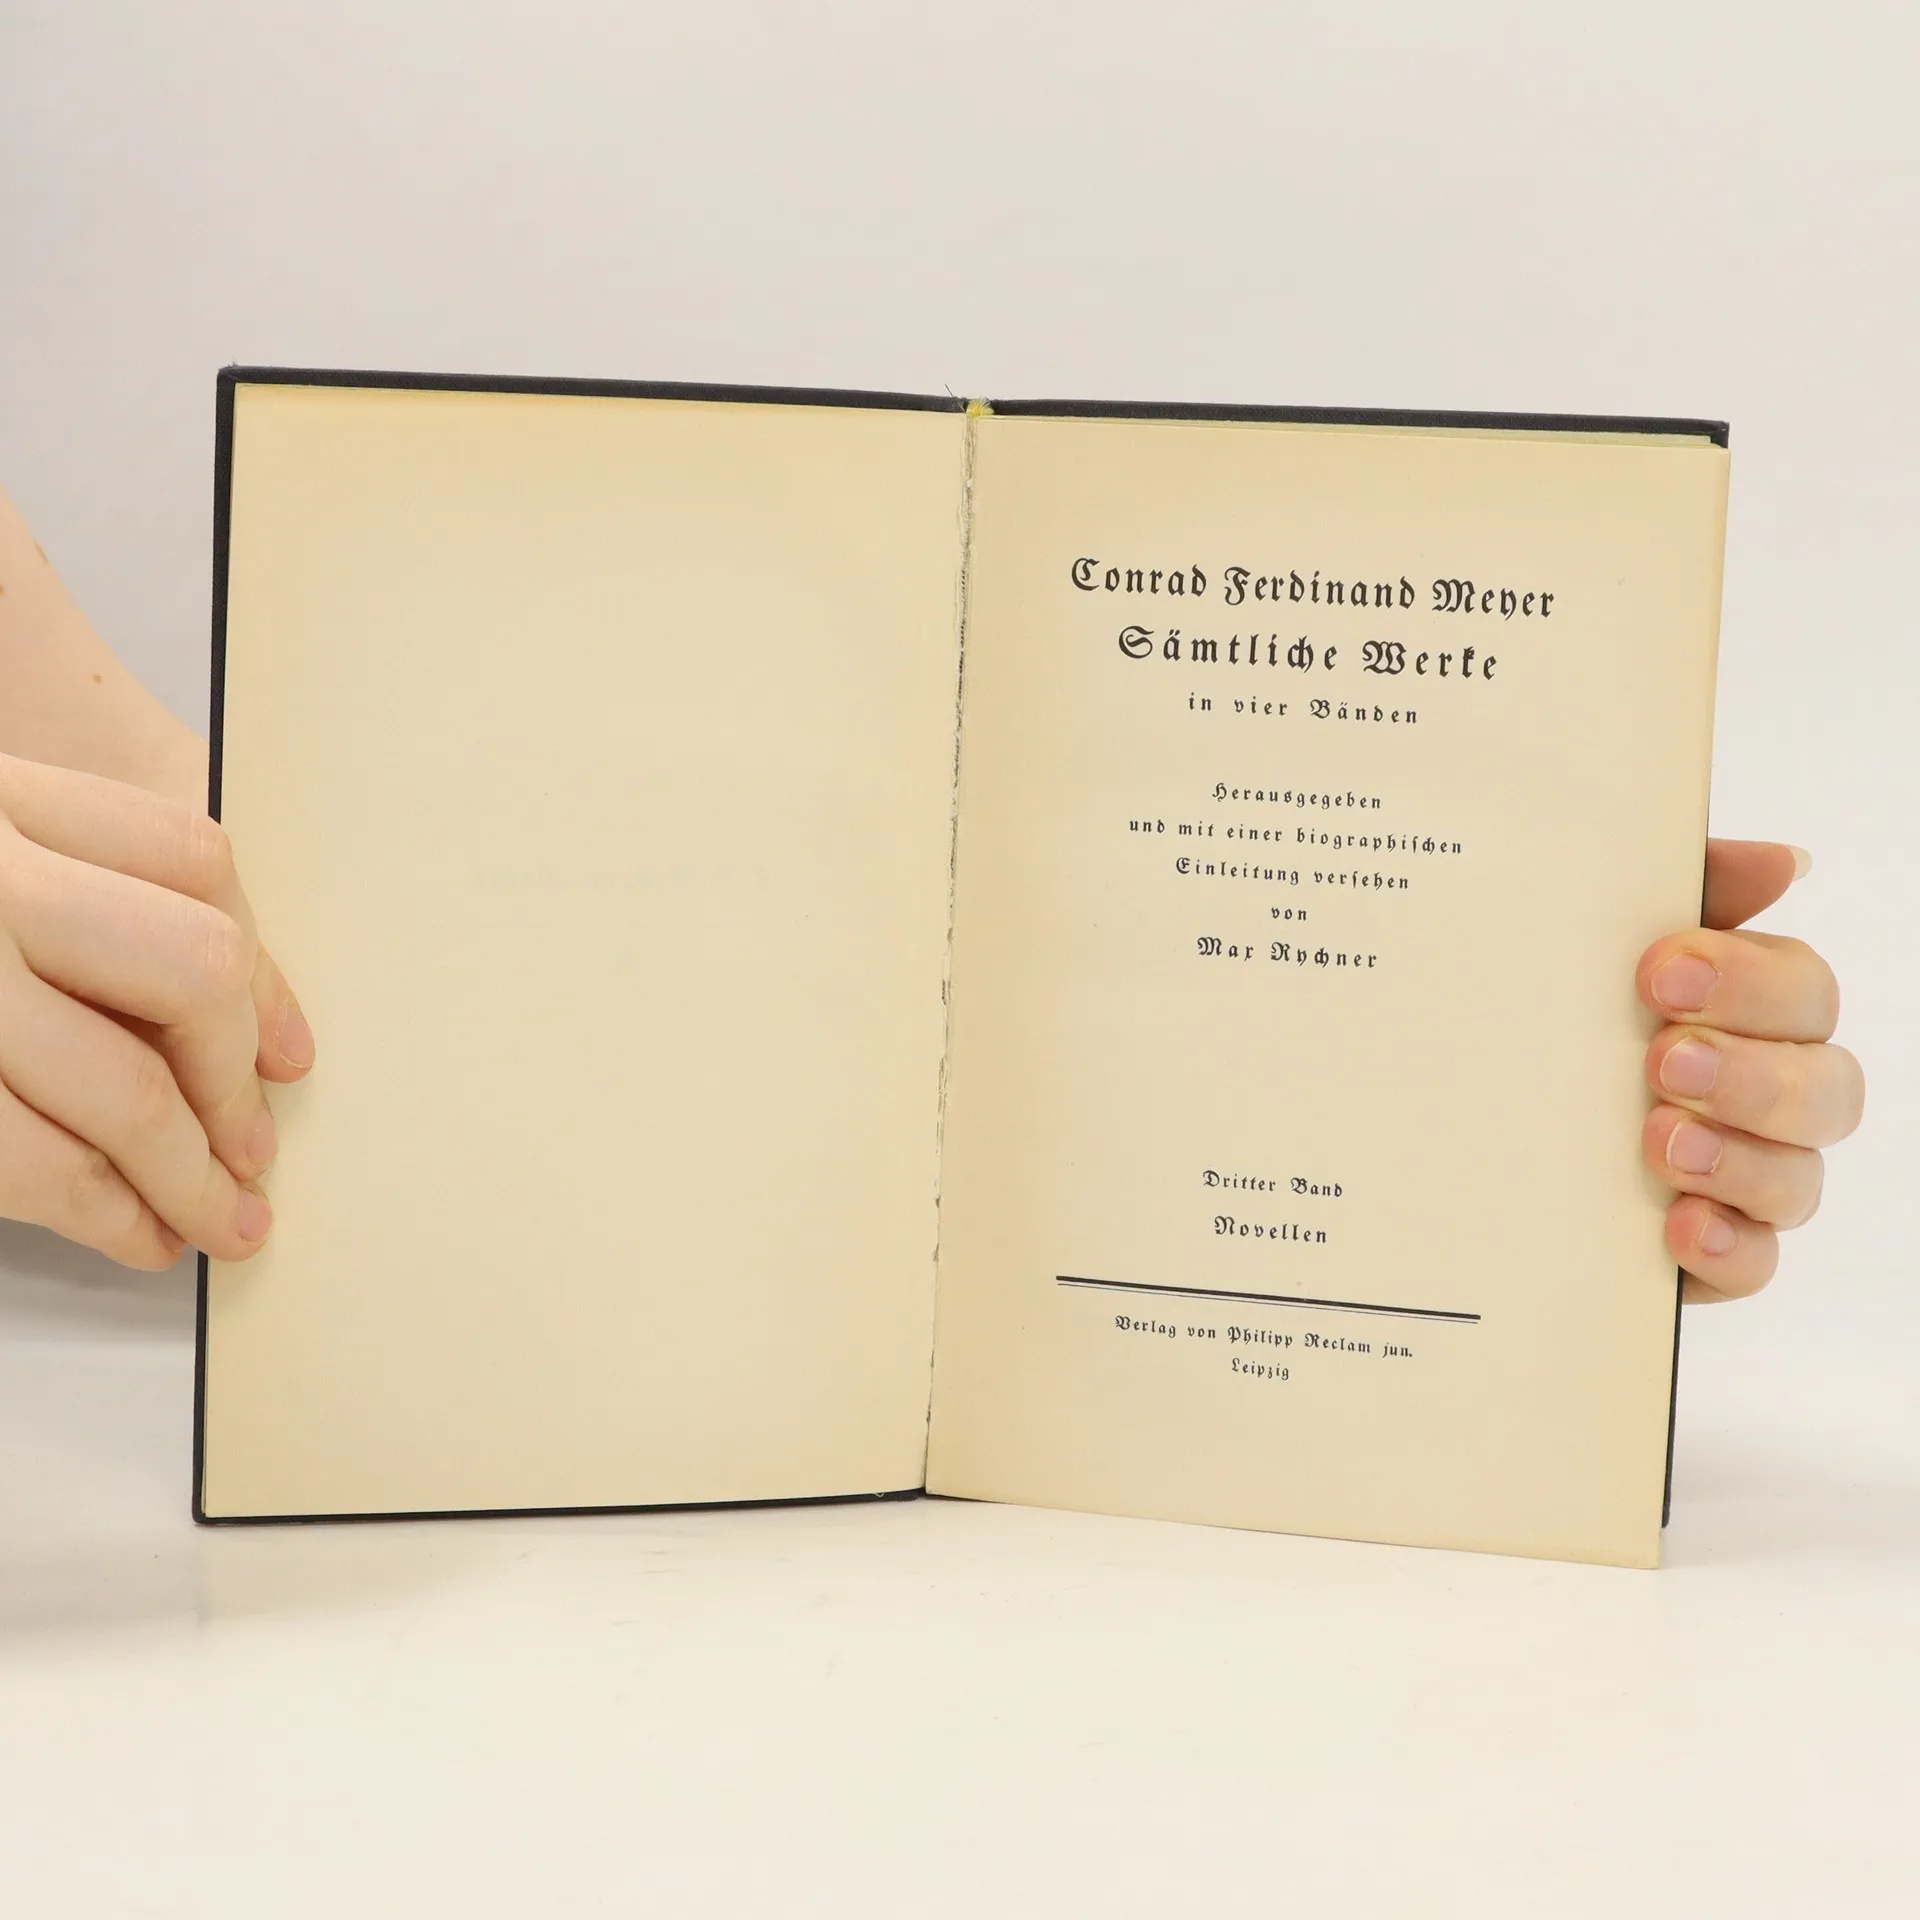 Conrad Ferdinand Meyer
Sämtliche Werke
in vier Bänden
Herausgegeben
und mit einer biographiſchen
Einleitung verſehen
von
Max Rychner
Dritter Band
Novellen
Verlag von Philipp Reclam jun.
Leipzig